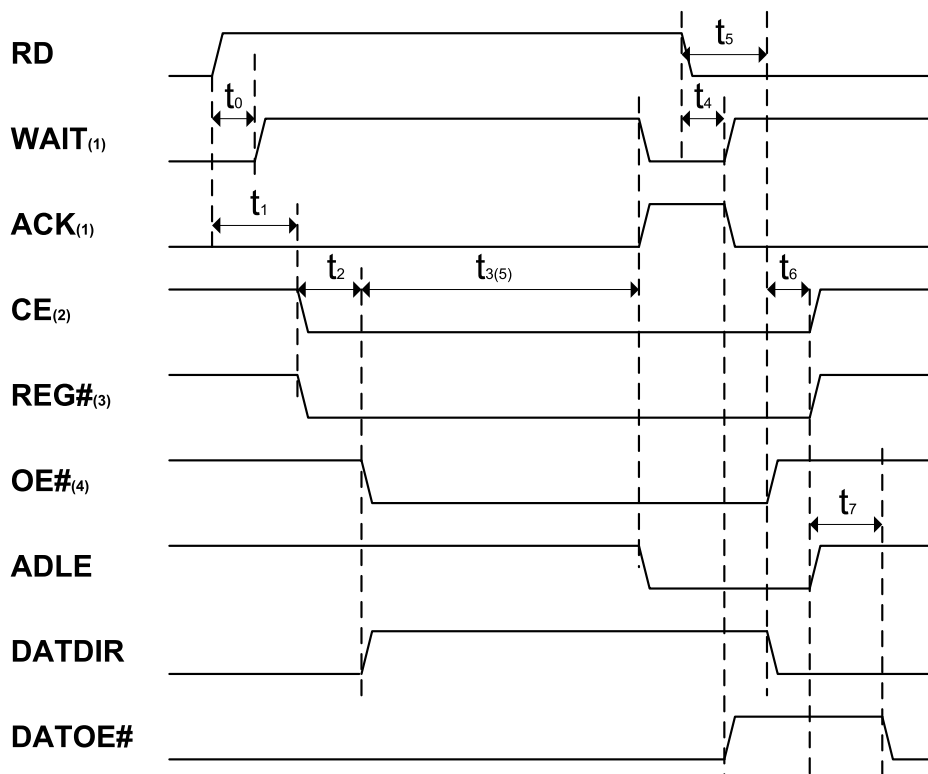 RD
t5
t0
t4
WAIT(1)
ACK(1)
t1
t2
t3(5)
t6
CE(2)
REG#(3)
OE#(4)
t7
ADLE
DATDIR
DATOE#